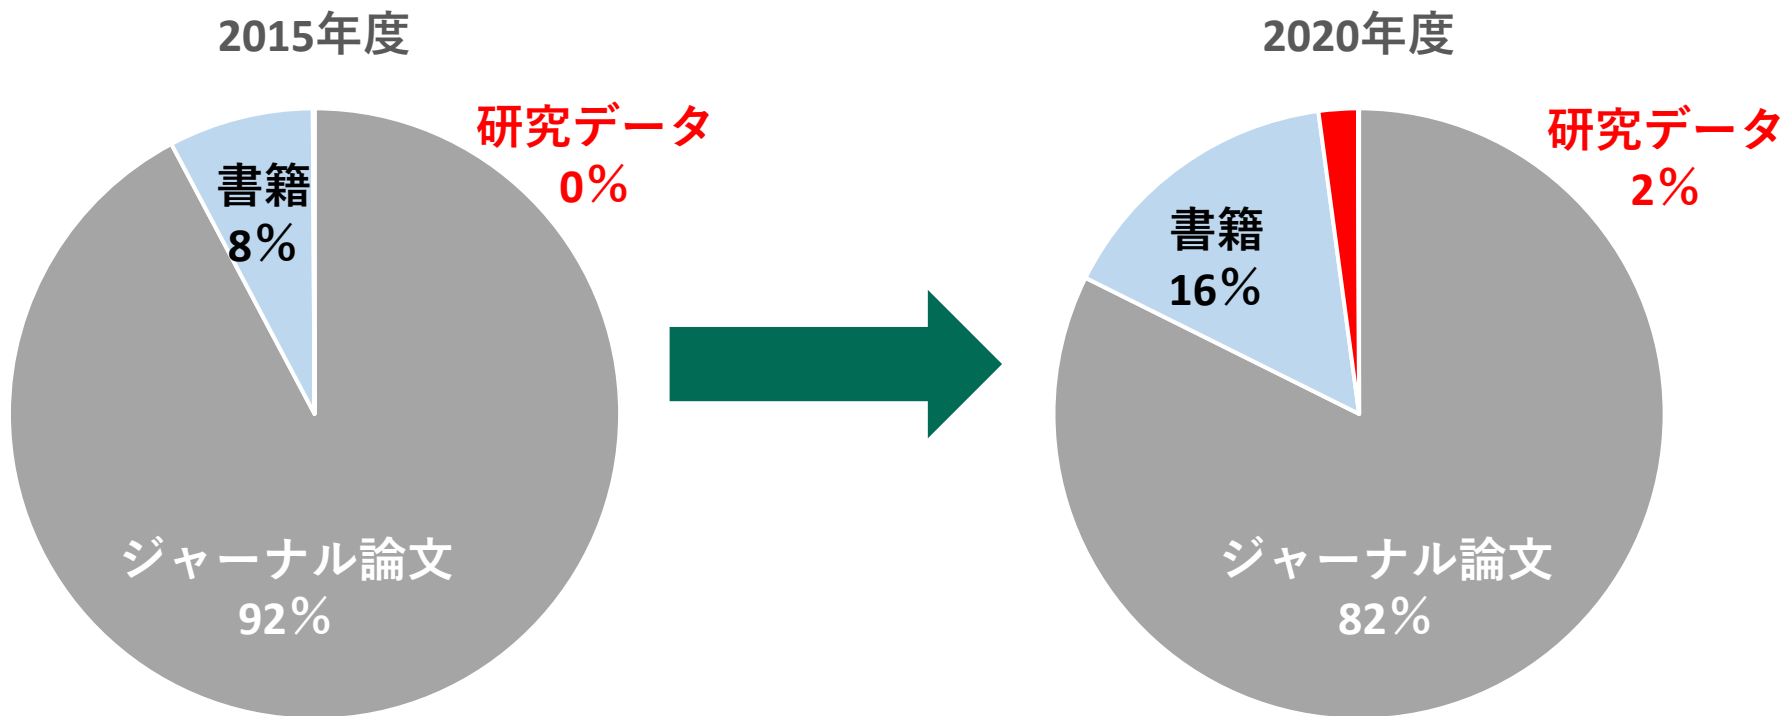 2015年度
研究データ
0％
書籍
8％
ジャーナル論文
92％
2020年度
研究データ
2％
書籍
16％
ジャーナル論文
82％